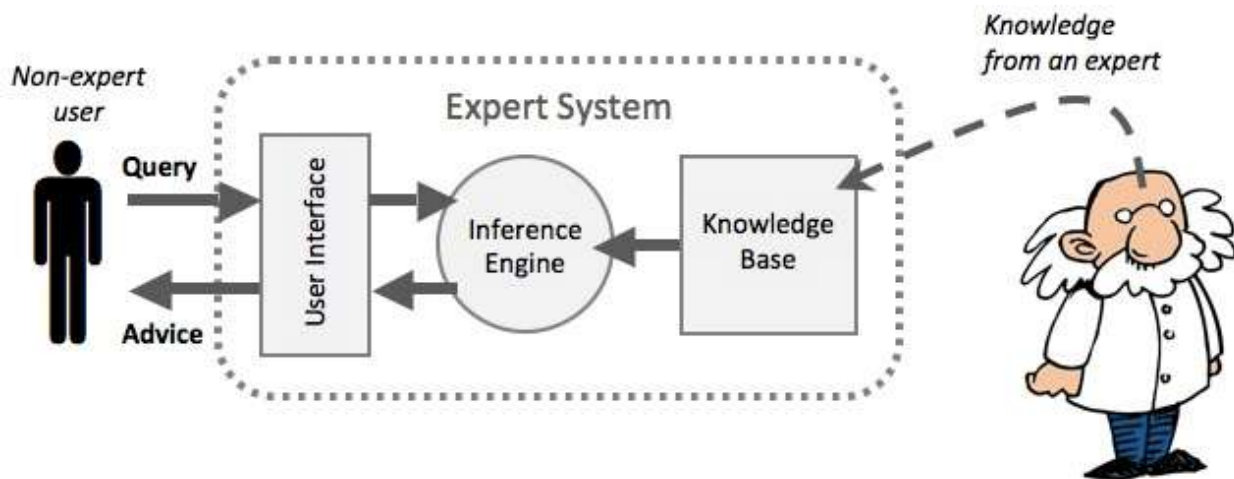 Knowledge
from an expert
Non-expert
user
Expert System
Query
User Interface
Inference
Engine
Knowledge
Base
Advice